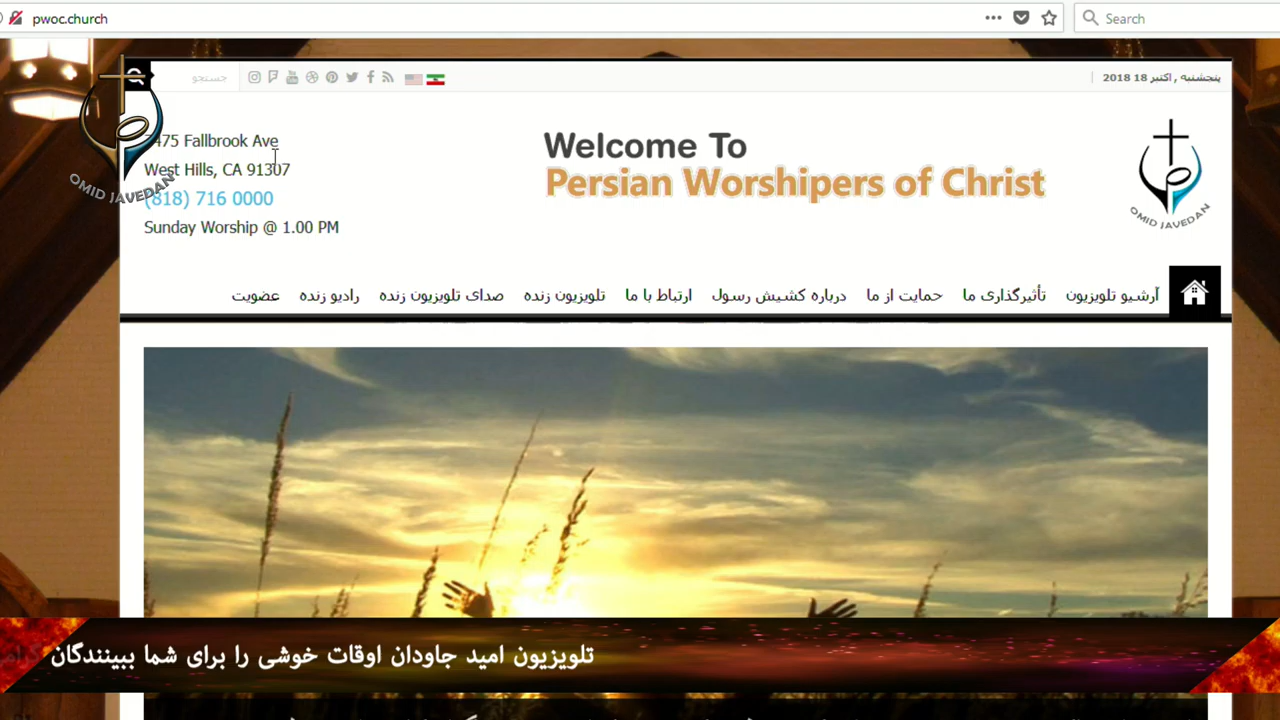 pwoc.church
Search
جستجو
پنجشنبه , اکتبر 18 2018
475 Fallbrook Ave
West Hills, CA 91307
(818) 716 0000
Sunday Worship @ 1.00 PM
Welcome To
Persian Worshipers of Christ
OMID JAVEDAN
OMID JAVEDAN
آرشیو تلویزیون
تأثیرگذاری ما
حمایت از ما
درباره کشیش رسول
ارتباط با ما
تلویزیون زنده
صدای تلویزیون زنده
رادیو زنده
عضویت
تلویزیون امید جاودان اوقات خوشی را برای شما ببینندگان